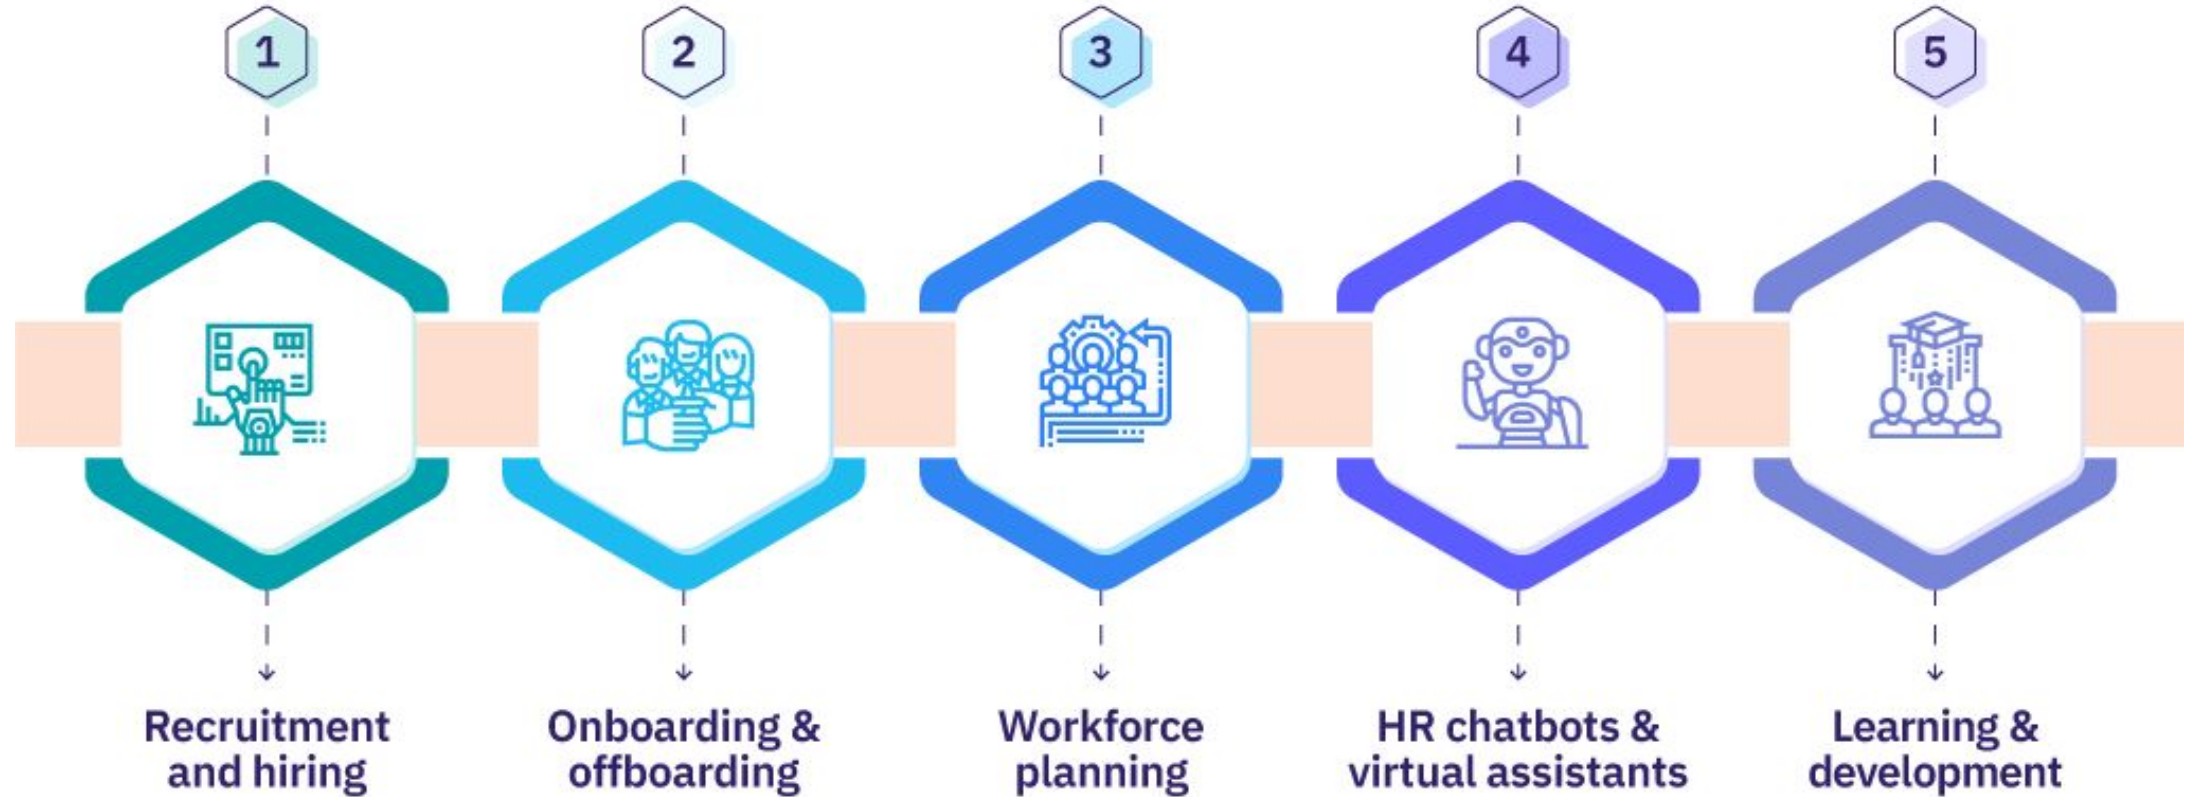 1
2
3
4
5
Recruitment
and hiring
Onboarding &
offboarding
Workforce
planning
HR chatbots &
virtual assistants
Learning &
development